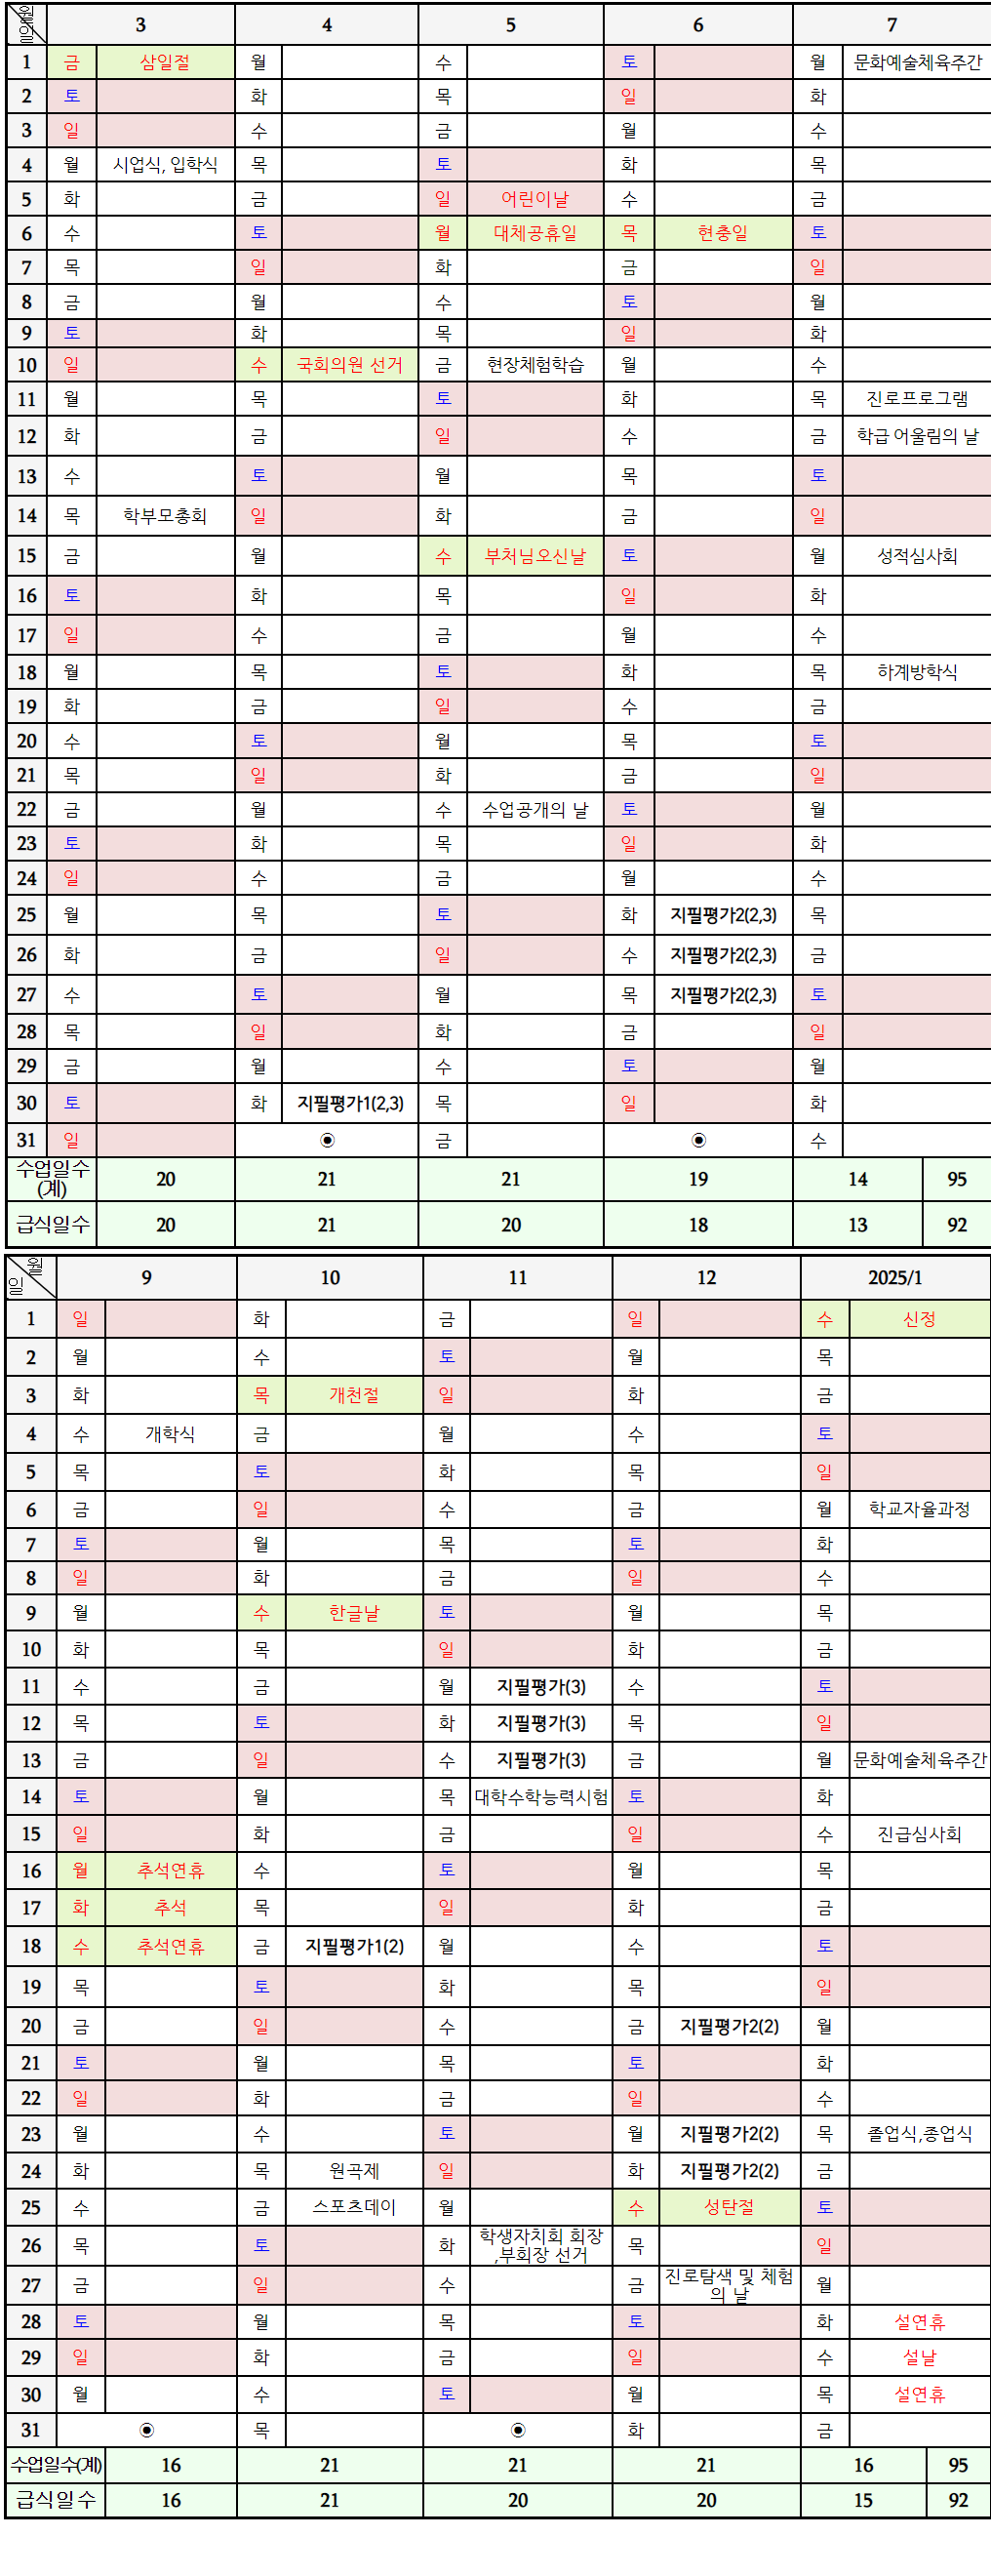 월 일 3 4 5 6 7
1 금 삼일절 월 수 토 월 문화예술체육주간
2 토 화 목 일 화
3 일 수 금 월 수
4 월 시업식, 입학식 목 토 화 목
5 화 금 일 어린이날 수 금
6 수 토 월 대체공휴일 목 현충일 토
7 목 일 화 금 일
8 금 월 수 토 월
9 토 화 목 일 화
10 일 수 국회의원 선거 금 현장체험학습 월 수
11 월 목 토 화 목 진로프로그램
12 화 금 일 수 금 학급 어울림의 날
13 수 토 월 목 토
14 목 학부모총회 일 화 금 일
15 금 월 수 부처님오신날 토 월 성적심사회
16 토 화 목 일 화
17 일 수 금 월 수
18 월 목 토 화 목 하계방학식
19 화 금 일 수 금
20 수 토 월 목 토
21 목 일 화 금 일
22 금 월 수 수업공개의 날 토 월
23 토 화 목 일 화
24 일 수 금 월 수
25 월 목 토 화 지필평가2(2,3) 목
26 화 금 일 수 지필평가2(2,3) 금
27 수 토 월 목 지필평가2(2,3) 토
28 목 일 화 금 일
29 금 월 수 토 월
30 토 화 지필평가1(2,3) 목 일 화
31 일 ◉ 금 ◉ 수
수업일수
(계) 20 21 21 19 14 95
급식일수 20 21 20 18 13 92
월 일 9 10 11 12 2025/1
1 일 화 금 일 수 신정
2 월 수 토 월 목
3 화 목 개천절 일 화 금
4 수 개학식 금 월 수 토
5 목 토 화 목 일
6 금 일 수 금 월 학교자율과정
7 토 월 목 토 화
8 일 화 금 일 수
9 월 수 한글날 토 월 목
10 화 목 일 화 금
11 수 금 월 지필평가(3) 수 토
12 목 토 화 지필평가(3) 목 일
13 금 일 수 지필평가(3) 금 월 문화예술체육주간
14 토 월 목 대학수학능력시험 토 화
15 일 화 금 일 수 진급심사회
16 월 추석연휴 수 토 월 목
17 화 추석 목 일 화 금
18 수 추석연휴 금 지필평가1(2) 월 수 토
19 목 토 화 목 일
20 금 일 수 금 지필평가2(2) 월
21 토 월 목 토 화
22 일 화 금 일 수
23 월 수 토 월 지필평가2(2) 목 졸업식,종업식
24 화 목 원곡제 일 화 지필평가2(2) 금
25 수 금 스포츠데이 월 수 성탄절 토
26 목 토 화 학생자치회 회장
,부회장 선거 목 일
27 금 일 수 금 진로탐색 및 체험
의 날 월
28 토 월 목 토 화 설연휴
29 일 화 금 일 수 설날
30 월 수 토 월 목 설연휴
31 ◉ 목 ◉ 화 금
수업일수(계) 16 21 21 21 16 95
급식일수 16 21 20 20 15 92